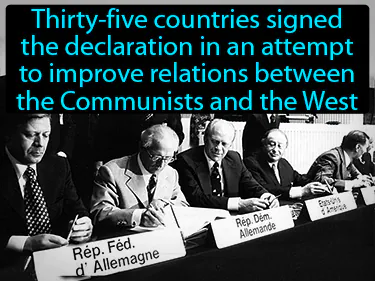 Thirty-five countries signed
the declaration in an attempt
to improve relations between
the Communists and the West
Rép. Féd.
d' Allemagne
Rép. Dém.
Allemande
Etats-Unis
d' Amérique